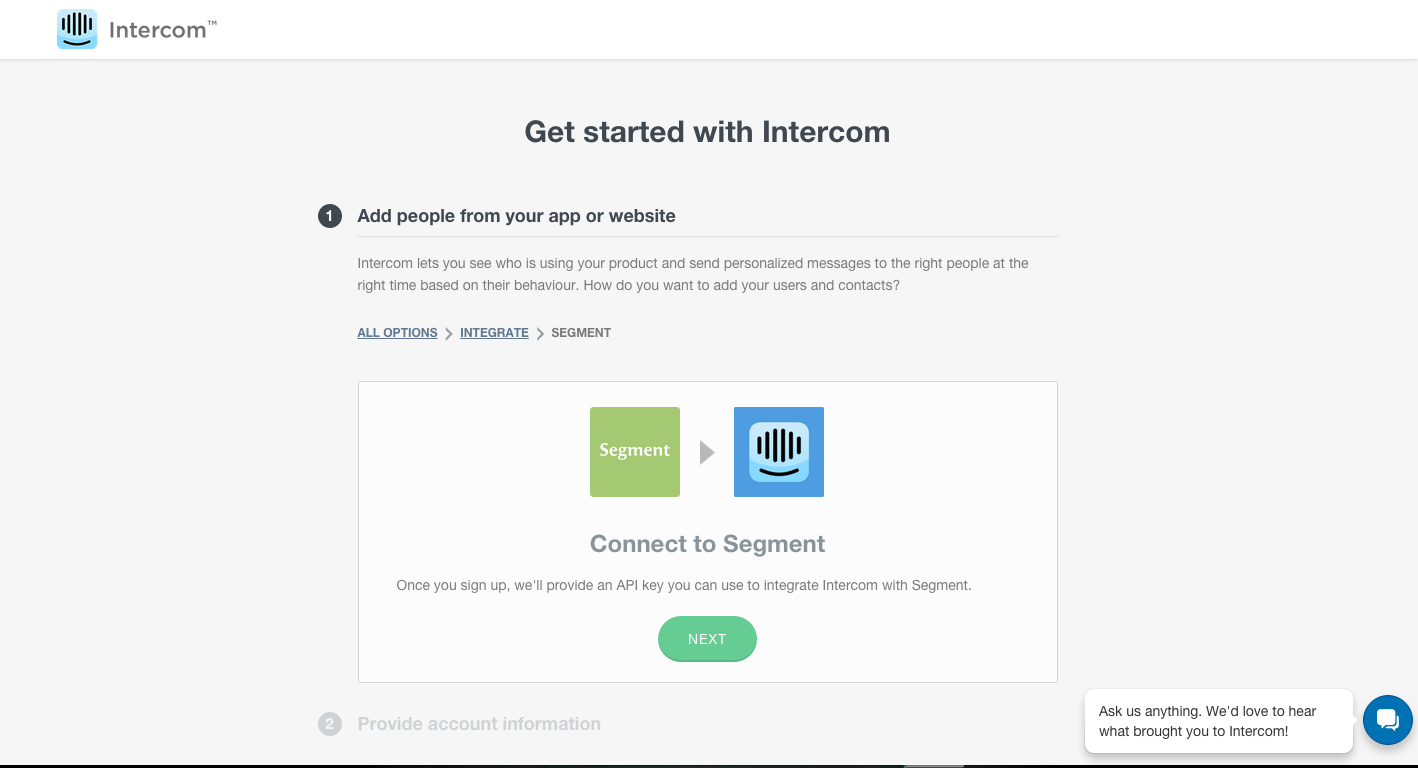 Intercom™
Get started with Intercom
1 Add people from your app or website
Intercom lets you see who is using your product and send personalized messages to the right people at the
right time based on their behaviour. How do you want to add your users and contacts?
ALL OPTIONS > INTEGRATE > SEGMENT
Segment
Connect to Segment
Once you sign up, we'll provide an API key you can use to integrate Intercom with Segment.
NEXT
2 Provide account information
Ask us anything. We'd love to hear
what brought you to Intercom!